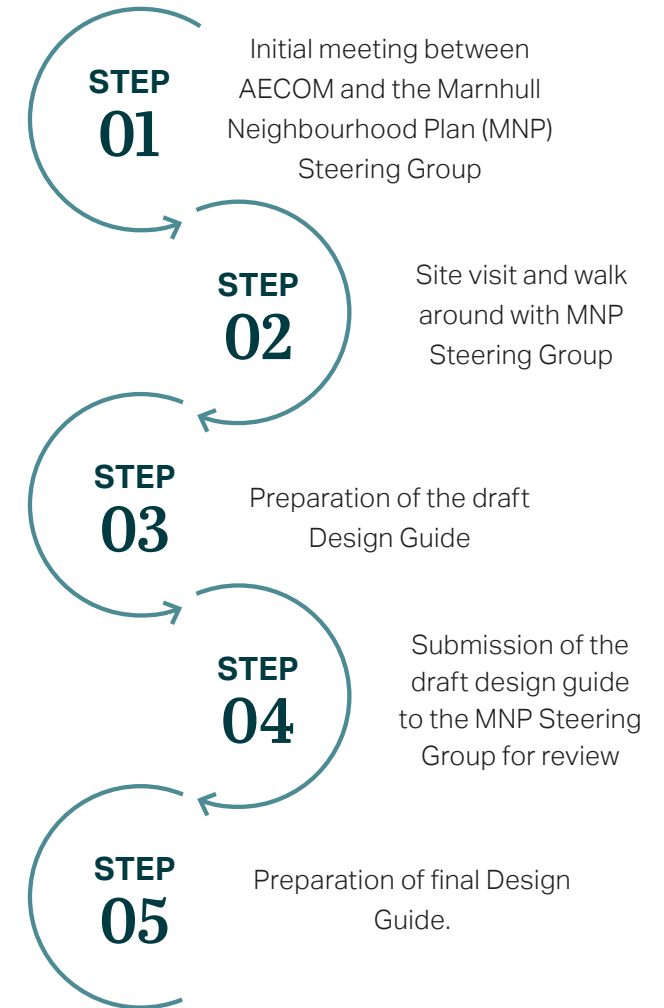 STEP
01
Initial meeting between
AECOM and the Marnhull
Neighbourhood Plan (MNP)
Steering Group
STEP
02
Site visit and walk
around with MNP
Steering Group
STEP
03
Preparation of the draft
Design Guide
STEP
04
Submission of the
draft design guide
to the MNP Steering
Group for review
STEP
05
Preparation of final Design
Guide.